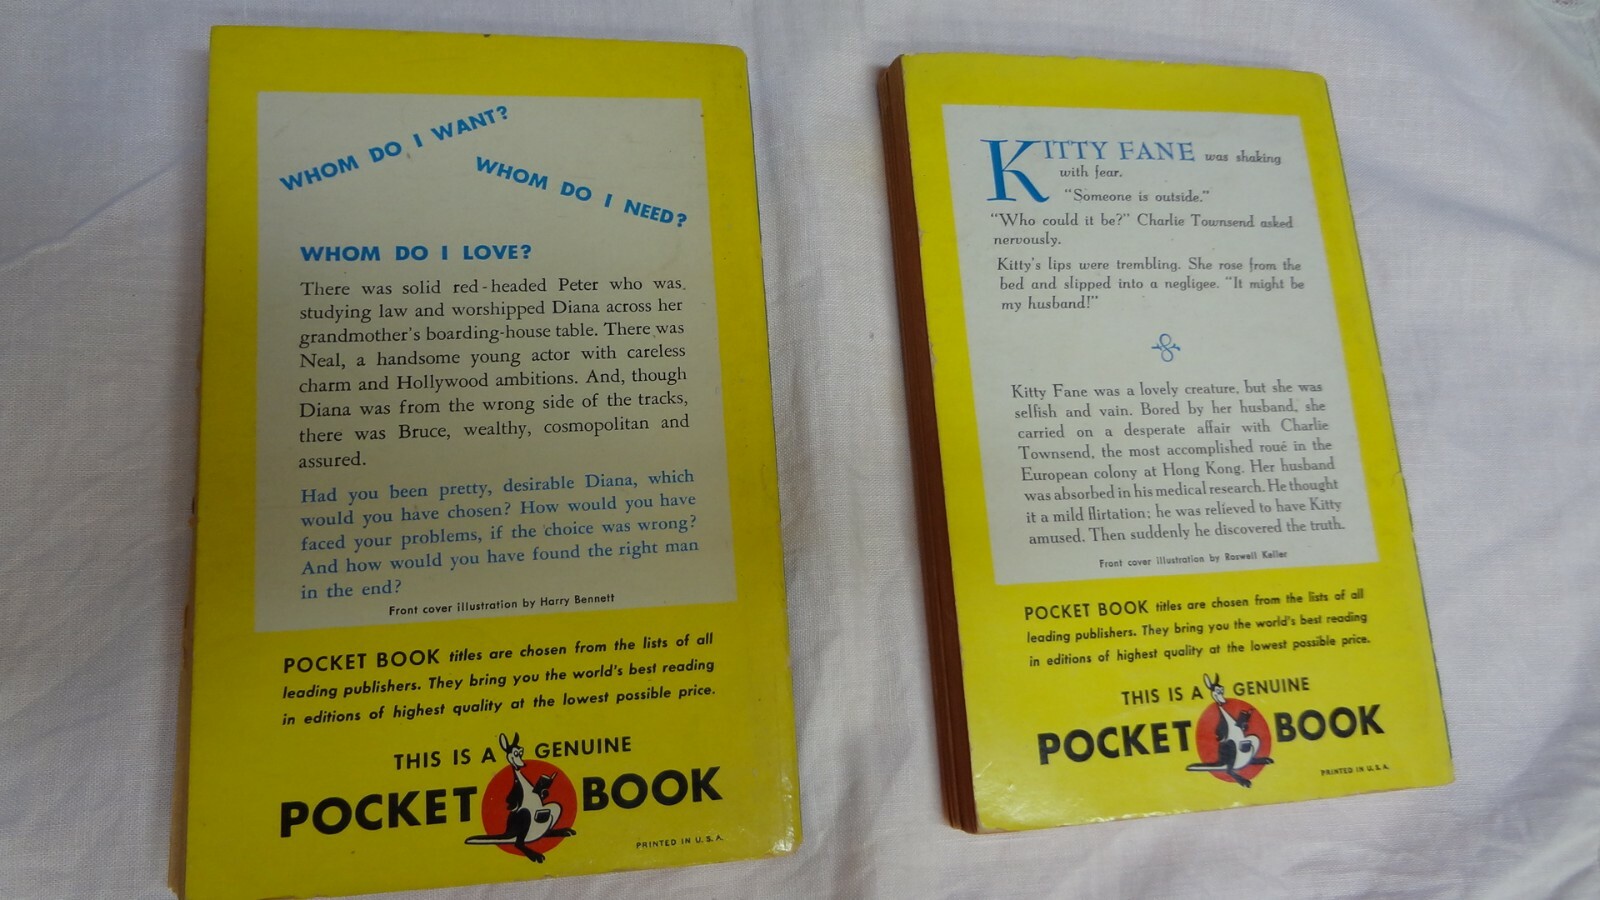 WHOM DO I WANT?
WHOM DO I NEED?
WHOM DO I LOVE?
There was solid red-headed Peter who was
studying law and worshipped Diana across her
grandmother's boarding-house table. There was
Neal, a handsome young actor with careless
charm and Hollywood ambitions. And, though
Diana was from the wrong side of the tracks,
there was Bruce, wealthy, cosmopolitan and
assured.
Had you been pretty, desirable Diana, which
would you have chosen? How would you have
faced your problems, if the choice was wrong?
And how would you have found the right man
in the end?
Front cover illustration by Harry Bennett
POCKET BOOK titles are chosen from the lists of all
leading publishers. They bring you the world's best reading
in editions of highest quality at the lowest possible price.
THIS IS A GENUINE
POCKET BOOK
PRINTED IN U.S.A.
KITTY FANE was shaking
with fear.
"Someone is outside."
"Who could it be?" Charlie Townsend asked
nervously.
Kitty's lips were trembling. She rose from the
bed and slipped into a negligee. "It might be
my husband!"
Kitty Fane was a lovely creature, but she was
selfish and vain. Bored by her husband, she
carried on a desperate affair with Charlie
Townsend, the most accomplished roué in the
European colony at Hong Kong. Her husband
was absorbed in his medical research. He thought
it a mild flirtation; he was relieved to have Kitty
amused. Then suddenly he discovered the truth.
Front cover illustration by Roswell Keller
POCKET BOOK titles are chosen from the lists of all
leading publishers. They bring you the world's best reading
in editions of highest quality at the lowest possible price.
THIS IS A GENUINE
POCKET BOOK
PRINTED IN U.S.A.